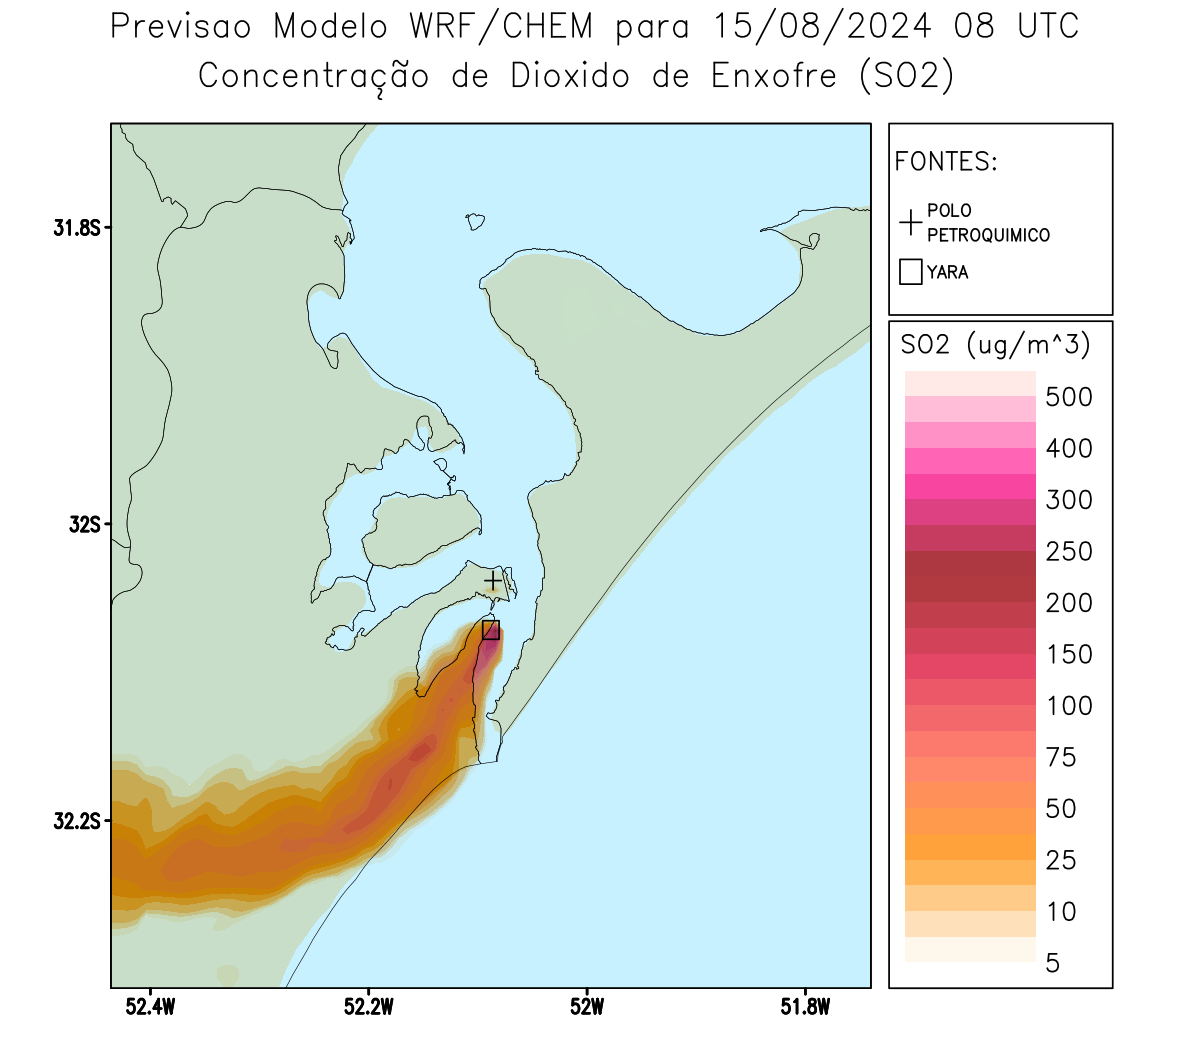 Previsao Modelo WRF/CHEM para 15/08/2024 08 UTC
Concentração de Dioxido de Enxofre (SO2)
FONTES:
POLO
PETROQUIMICO
YARA
SO2 (ug/m^3)
500
400
300
250
200
150
100
75
50
25
10
5
31.8S
32S
32.2S
52.4W
52.2W
52W
51.8W